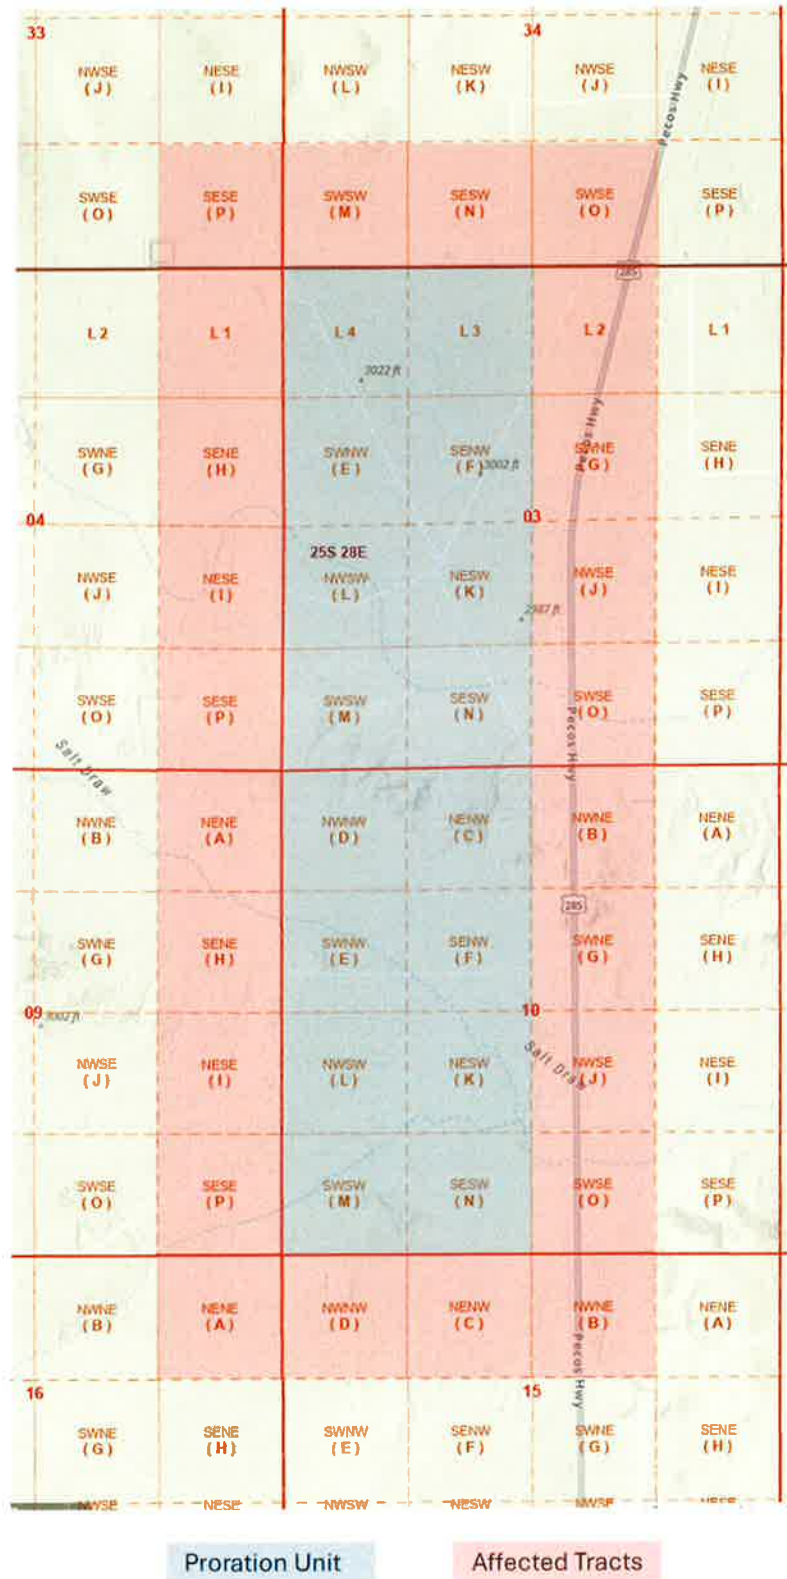 33
34
NWSE
(J)
NESE
(I)
NWSW
(L)
NESW
(K)
NWSE
(J)
NESE
(I)
Pecos Hwy
SWSE
(O)
SESE
(P)
SWSW
(M)
SESW
(N)
SWSE
(O)
SESE
(P)
285
L 2
L 1
L 4
L 3
L 2
L 1
3022 ft
Pecos Hwy
SWNE
(G)
SENE
(H)
SWNW
(E)
SENW
(F)
3002 ft
SWNE
(G)
SENE
(H)
04
03
25S 28E
NWSE
(J)
NESE
(I)
NWSW
(L)
NESW
(K)
NWSE
(J)
NESE
(I)
2987 ft
SWSE
(O)
SESE
(P)
SWSW
(M)
SESW
(N)
SWSE
(O)
SESE
(P)
Salt Draw
Pecos Hwy
NWNE
(B)
NENE
(A)
NWNW
(D)
NENW
(C)
NWNE
(B)
NENE
(A)
285
SWNE
(G)
SENE
(H)
SWNW
(E)
SENW
(F)
SWNE
(G)
SENE
(H)
09
3002 ft
10
Salt Draw
NWSE
(J)
NESE
(I)
NWSW
(L)
NESW
(K)
NWSE
(J)
NESE
(I)
SWSE
(O)
SESE
(P)
SWSW
(M)
SESW
(N)
SWSE
(O)
SESE
(P)
NWNE
(B)
NENE
(A)
NWNW
(D)
NENW
(C)
NWNE
(B)
NENE
(A)
Pecos Hwy
16
15
SWNE
(G)
SENE
(H)
SWNW
(E)
SENW
(F)
SWNE
(G)
SENE
(H)
NWSE
NESE
NWSW
NESW
NWSE
NESE
Proration Unit
Affected Tracts